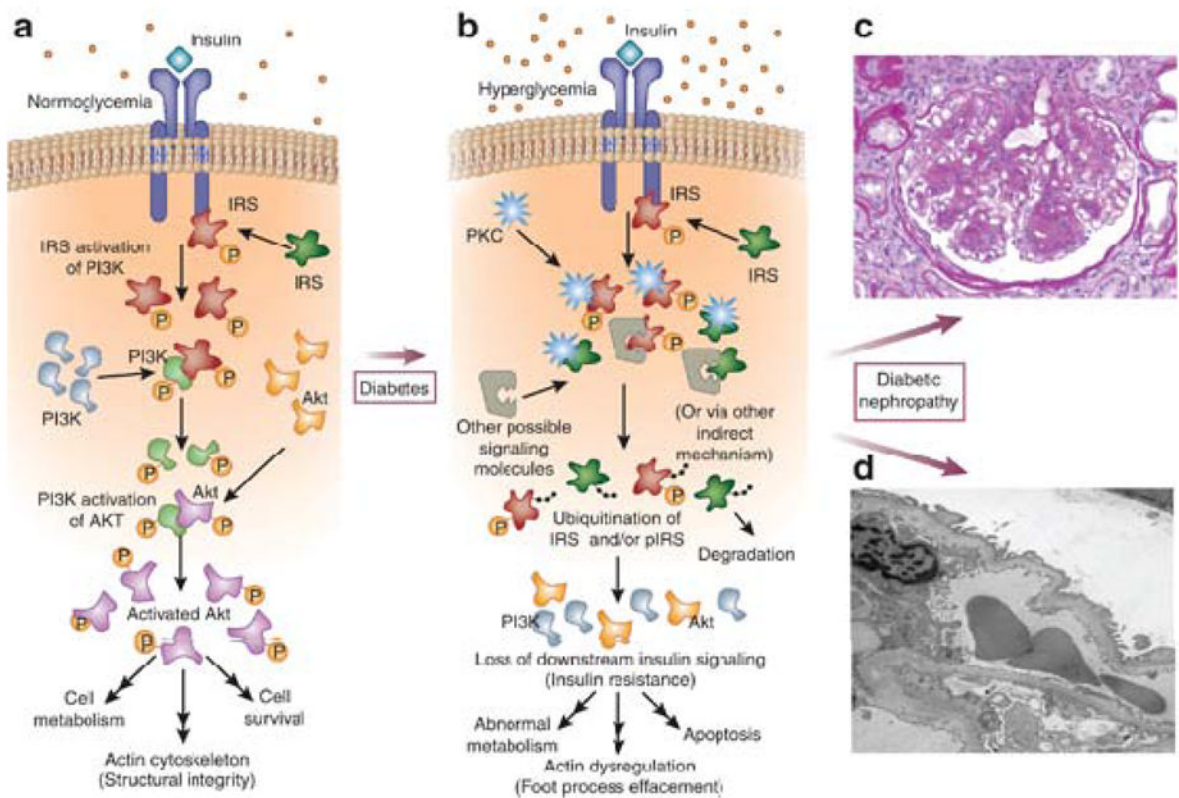 a
Insulin
Normoglycemia
IRS
IRS activation
of PI3K
P
IRS
P
P
PI3K
P
P
PI3K
Akt
P
P
PI3K activation
of AKT
Akt
P
P
P
P
Activated Akt
P
P
P
Cell
metabolism
Cell
survival
Actin cytoskeleton
(Structural integrity)
Diabetes
b
Insulin
Hyperglycemia
IRS
PKC
P
IRS
P
P
P
Other possible
signaling
molecules
(Or via other
indirect
mechanism)
P
P
Ubiquitination of
IRS and/or pIRS
Degradation
PI3K
Akt
Loss of downstream insulin signaling
(Insulin resistance)
Abnormal
metabolism
Apoptosis
Actin dysregulation
(Foot process effacement)
Diabetic
nephropathy
c
d